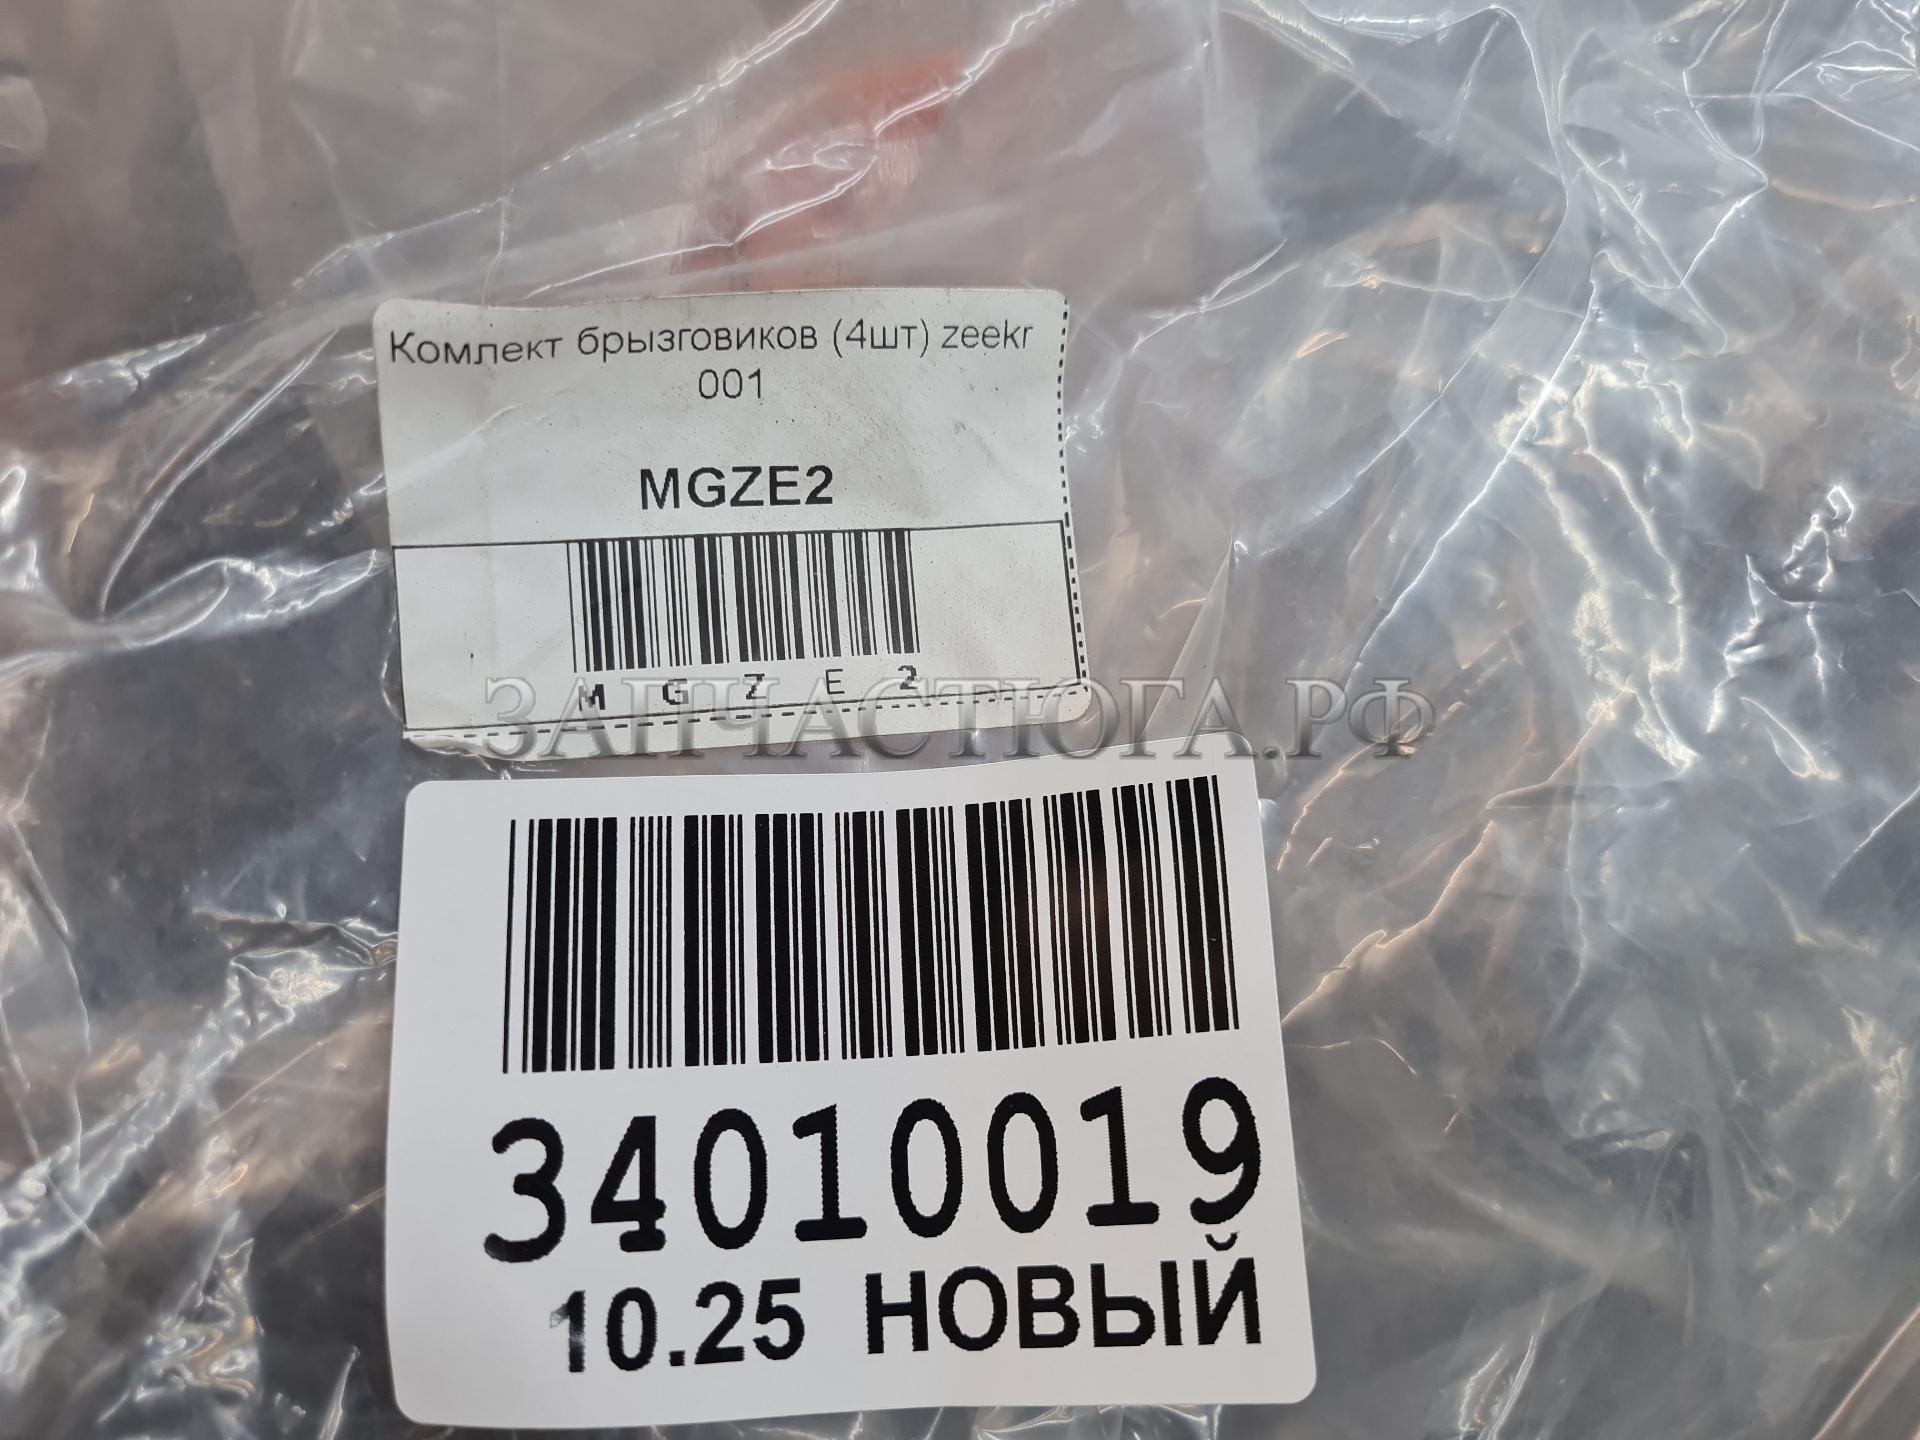 Комлект брызговиков (4шт) zeekr
001
MGZE2
M G Z E 2
ЗАПЧАСТЮГА.РФ
34010019
10.25 НОВЫЙ